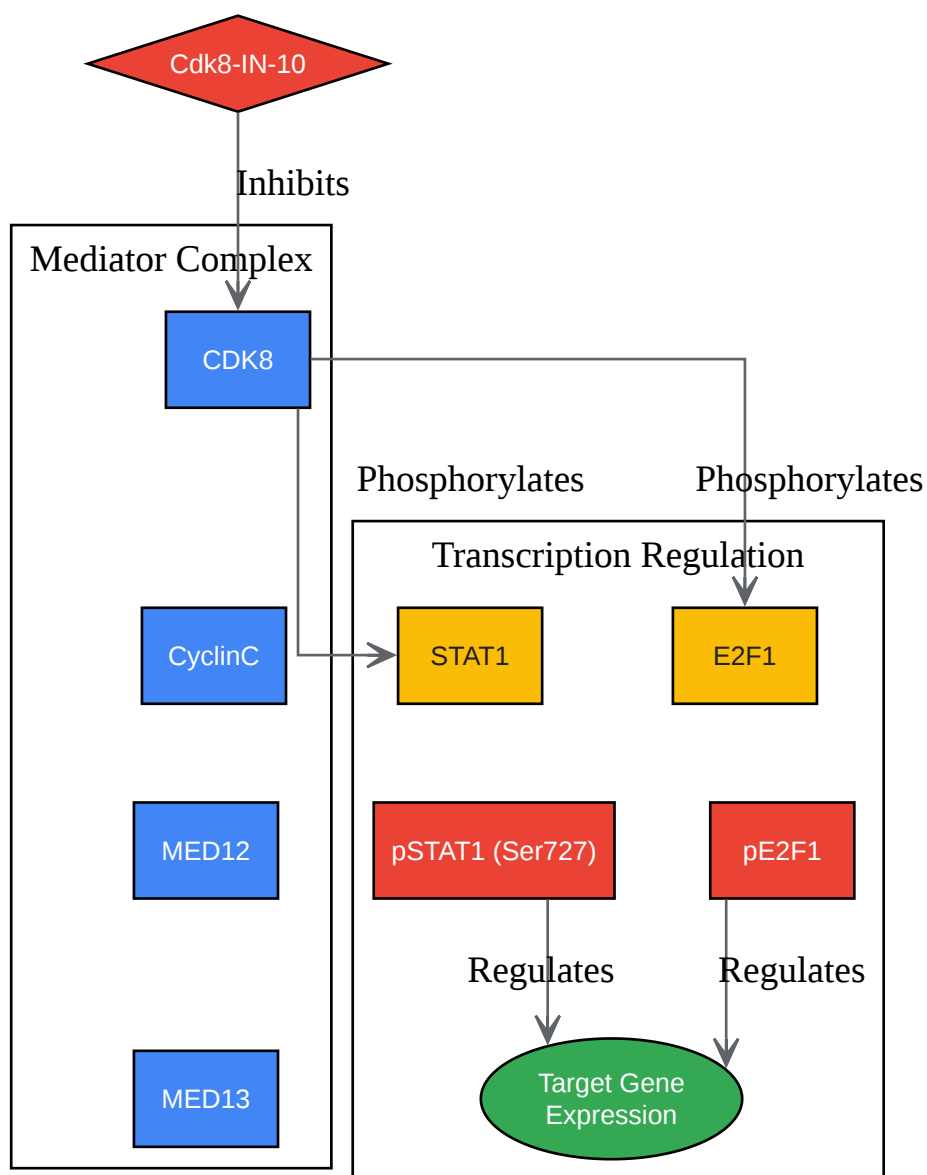 Cdk8-IN-10
Inhibits
Mediator Complex
CDK8
Phosphorylates
Phosphorylates
Transcription Regulation
CyclinC
STAT1
E2F1
MED12
pSTAT1 (Ser727)
pE2F1
Regulates
Regulates
MED13
Target Gene
Expression